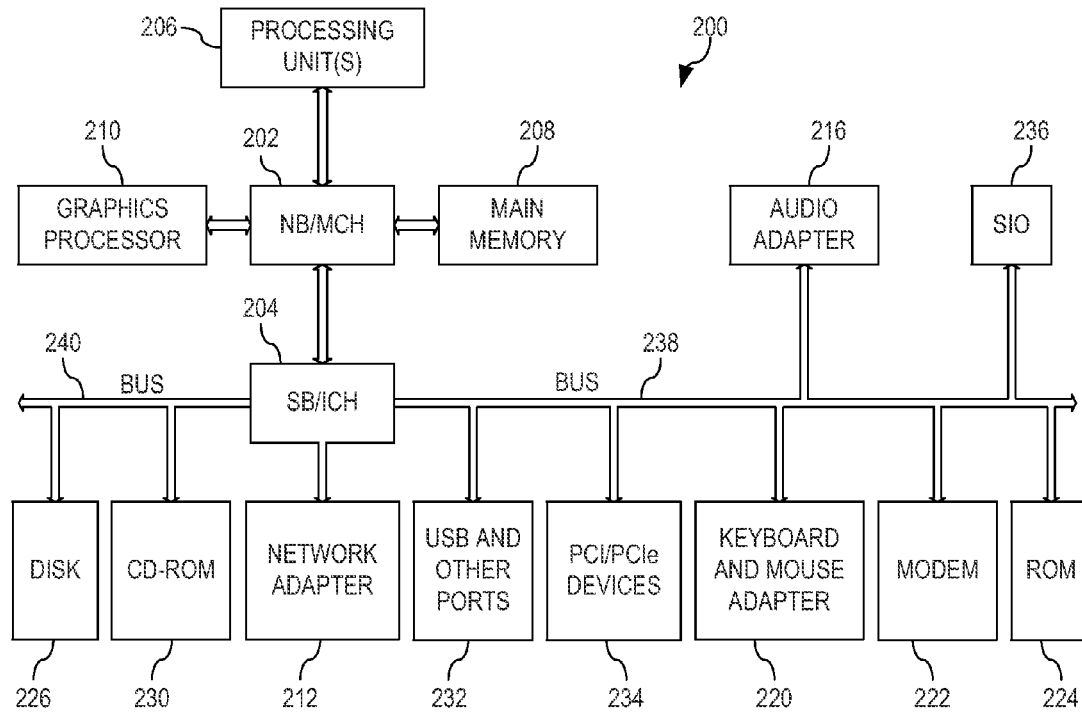 206
PROCESSING
UNIT(S)
200
210
202
208
216
236
GRAPHICS
PROCESSOR
NB/MCH
MAIN
MEMORY
AUDIO
ADAPTER
SIO
204
240
238
BUS
SB/ICH
BUS
DISK
CD-ROM
NETWORK
ADAPTER
USB AND
OTHER
PORTS
PCI/PCIe
DEVICES
KEYBOARD
AND MOUSE
ADAPTER
MODEM
ROM
226
230
212
232
234
220
222
224